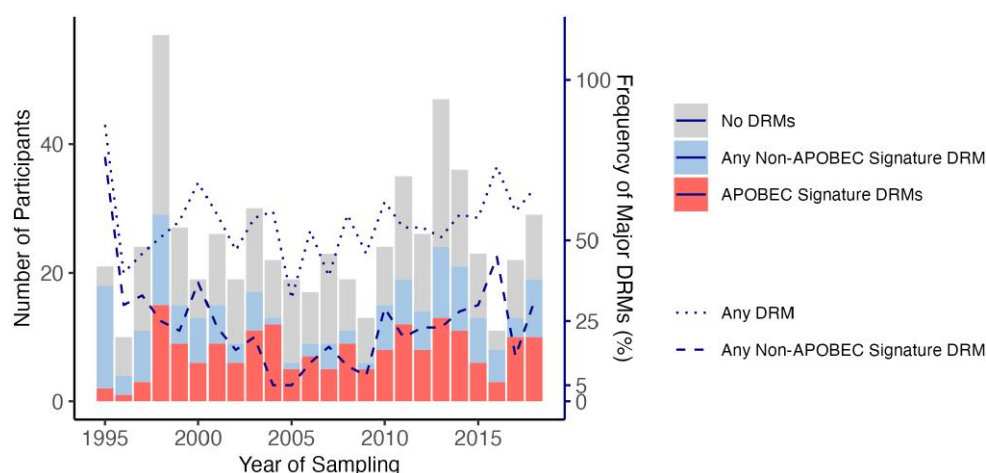 Number of Participants
40
20
0
1995
2000
2005
2010
2015
Year of Sampling
100
50
25
5
0
Frequency of Major DRMs (%)
No DRMs
Any Non-APOBEC Signature DRM
APOBEC Signature DRMs
Any DRM
Any Non-APOBEC Signature DRM